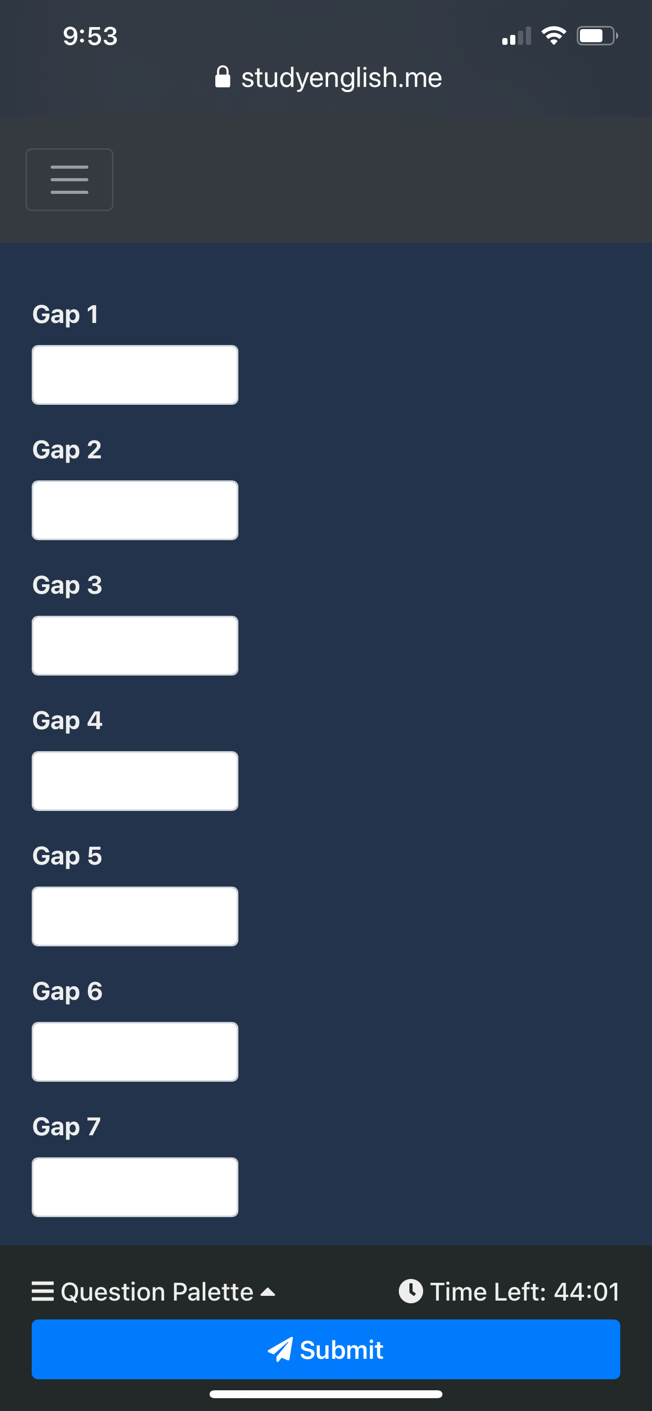 9:53
studyenglish.me
Gap 1
Gap 2
Gap 3
Gap 4
Gap 5
Gap 6
Gap 7
Question Palette
Time Left: 44:01
Submit